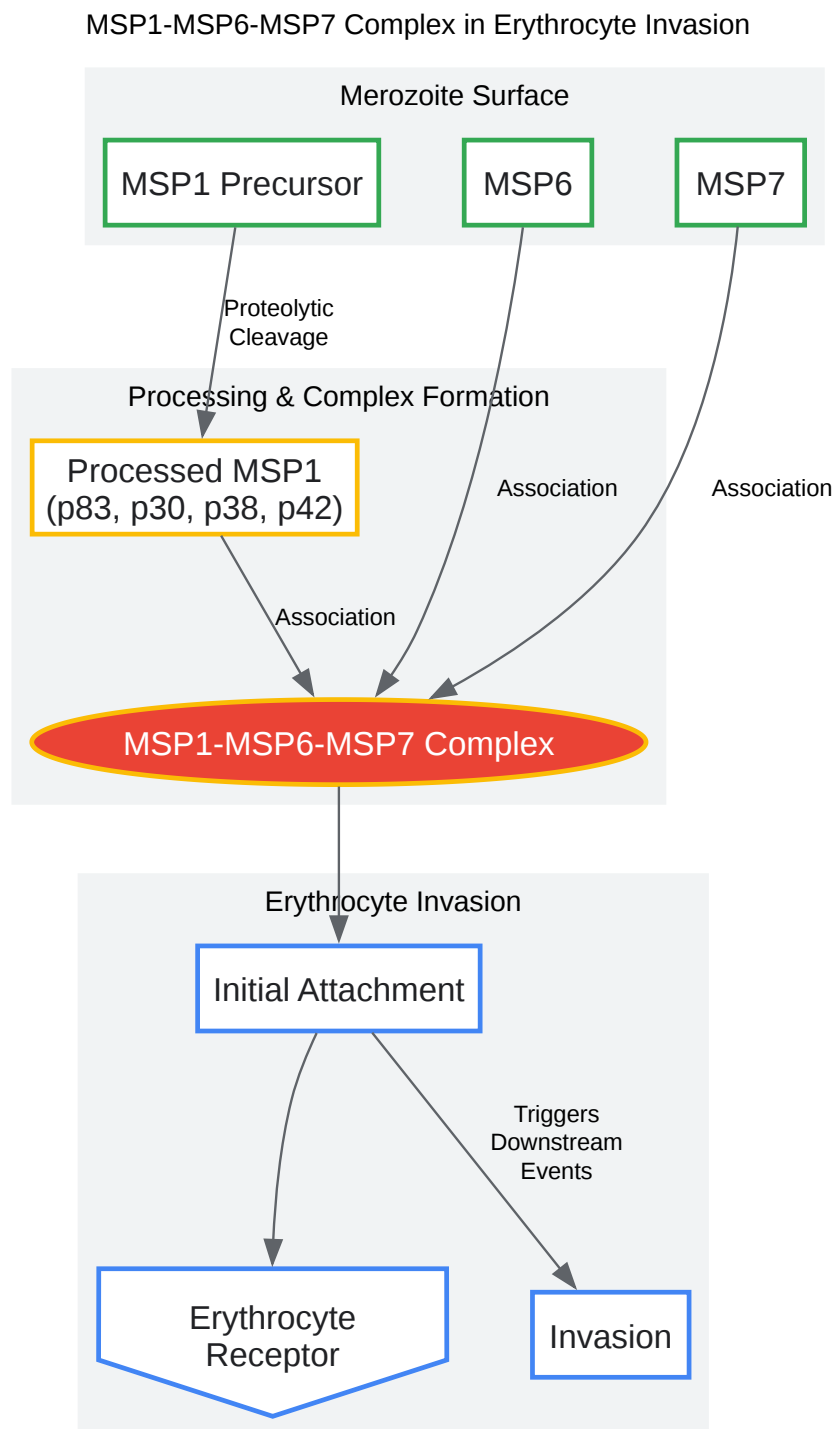 MSP1-MSP6-MSP7 Complex in Erythrocyte Invasion
Merozoite Surface
MSP1 Precursor
MSP6
MSP7
Proteolytic
Cleavage
Processing & Complex Formation
Processed MSP1
(p83, p30, p38, p42)
Association
Association
Association
MSP1-MSP6-MSP7 Complex
Erythrocyte Invasion
Initial Attachment
Triggers
Downstream
Events
Erythrocyte
Receptor
Invasion